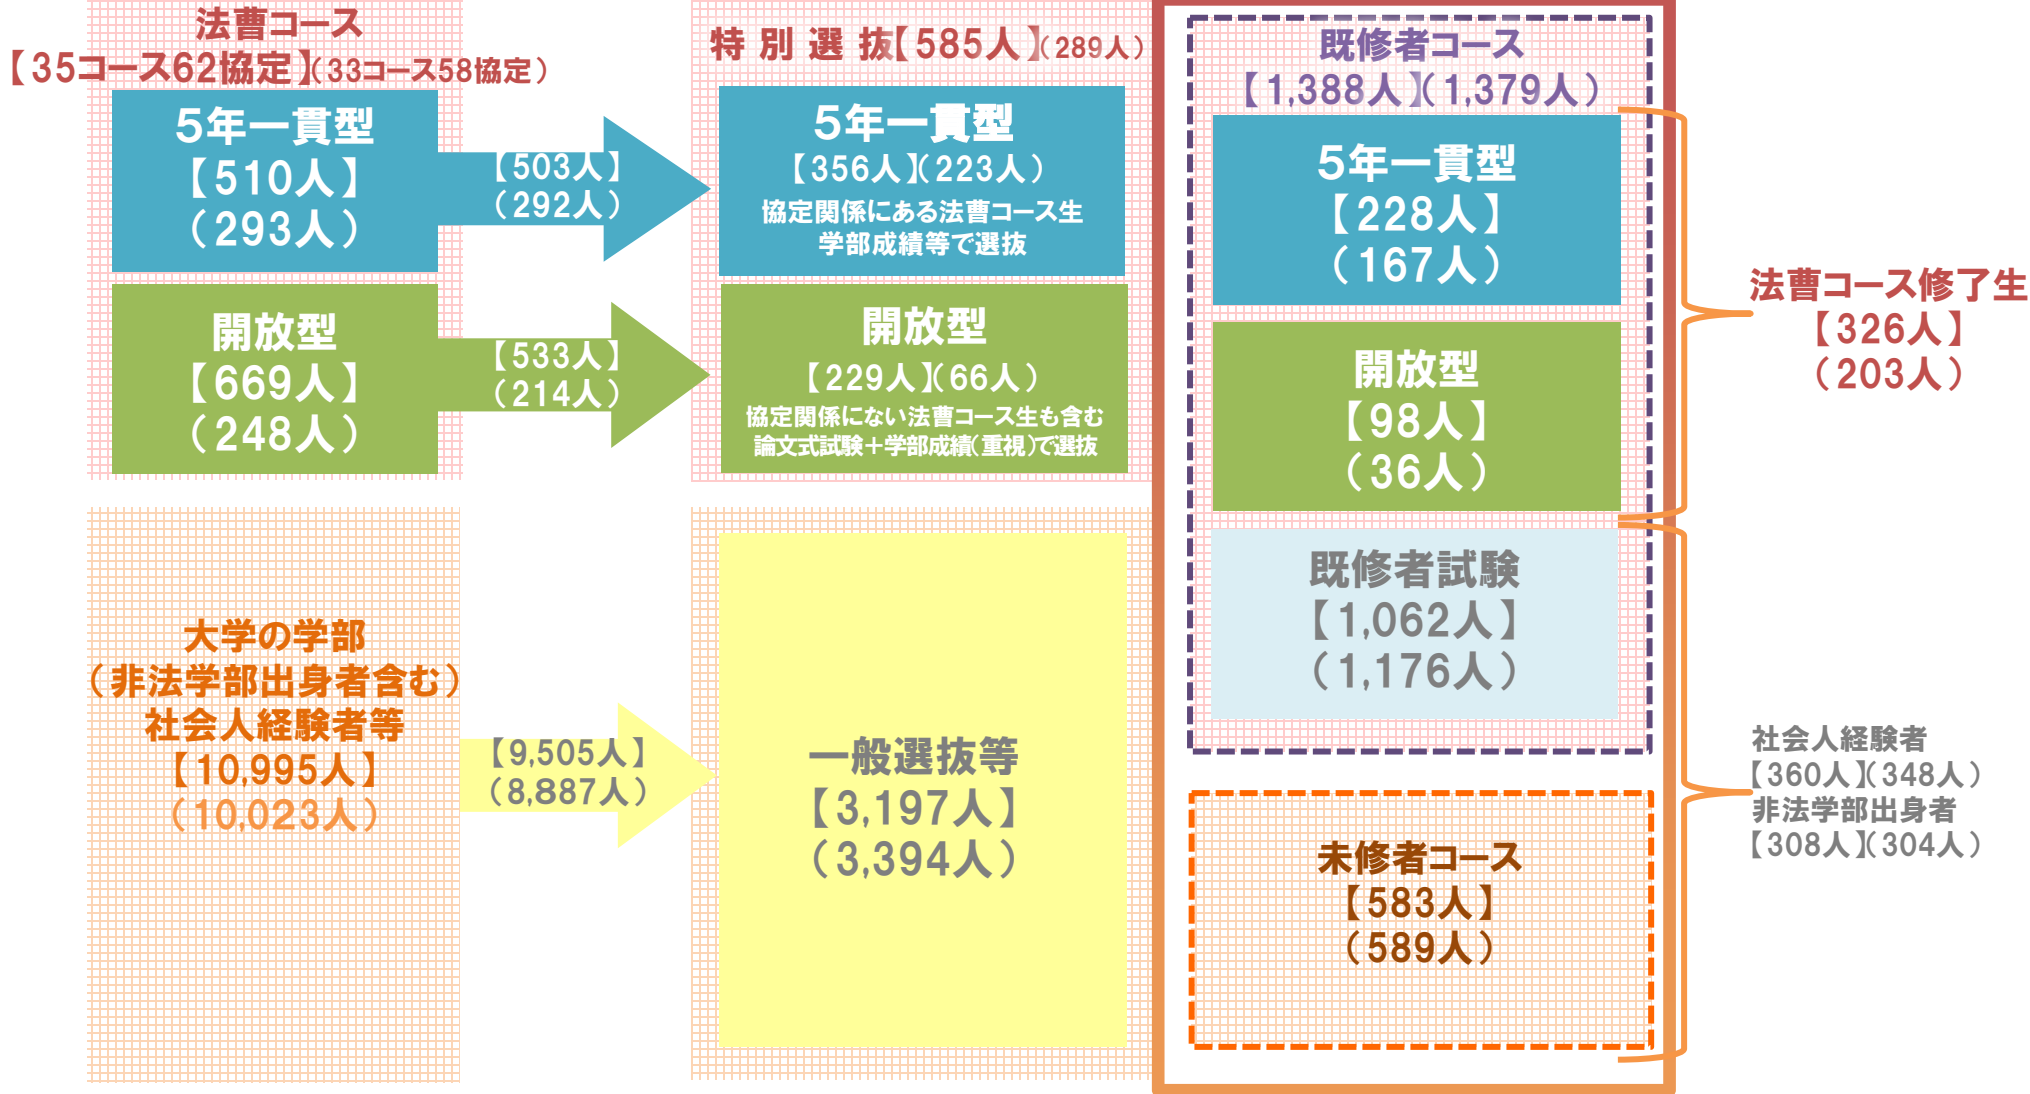 法曹コース
【35コース62協定】(33コース58協定)
5年一貫型
【510人】
(293人)
開放型
【669人】
(248人)
【503人】
(292人)
【533人】
(214人)
特別選抜【585人】(289人)
5年一貫型
【356人】(223人)
協定関係にある法曹コース生
学部成績等で選抜
開放型
【229人】(66人)
協定関係にない法曹コース生も含む
論文式試験+学部成績(重視)で選抜
既修者コース
【1,388人】(1,379人)
5年一貫型
【228人】
(167人)
開放型
【98人】
(36人)
既修者試験
【1,062人】
(1,176人)
法曹コース修了生
【326人】
(203人)
大学の学部
(非法学部出身者含む)
社会人経験者等
【10,995人】
(10,023人)
【9,505人】
(8,887人)
一般選抜等
【3,197人】
(3,394人)
未修者コース
【583人】
(589人)
社会人経験者
【360人】(348人)
非法学部出身者
【308人】(304人)